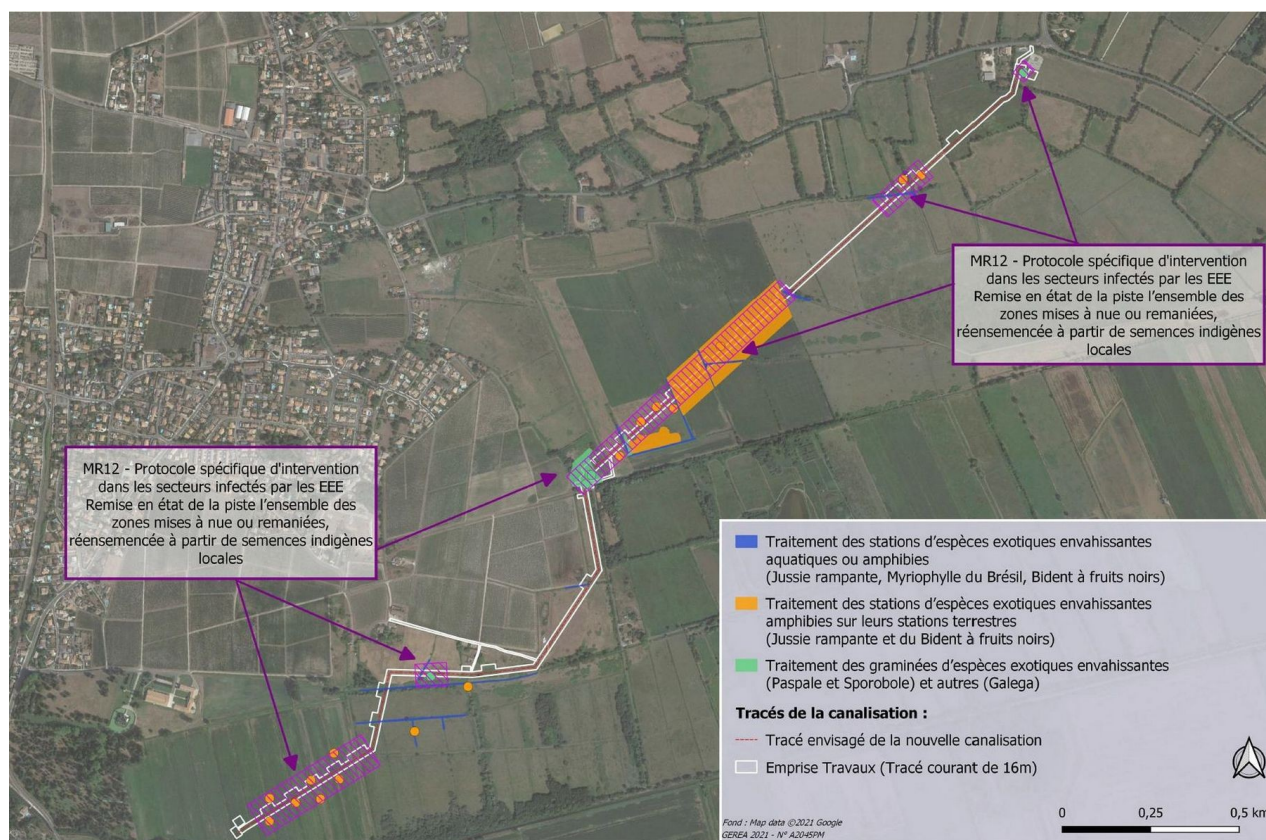 MR12 - Protocole spécifique d'intervention
dans les secteurs infectés par les EEE
Remise en état de la piste l'ensemble des
zones mises à nue ou remaniées,
réensemencée à partir de semences indigènes
locales
MR12 - Protocole spécifique d'intervention
dans les secteurs infectés par les EEE
Remise en état de la piste l'ensemble des
zones mises à nue ou remaniées,
réensemencée à partir de semences indigènes
locales
Traitement des stations d'espèces exotiques envahissantes
aquatiques ou amphibies
(Jussie rampante, Myriophylle du Brésil, Bident à fruits noirs)
Traitement des stations d'espèces exotiques envahissantes
amphibies sur leurs stations terrestres
(Jussie rampante et du Bident à fruits noirs)
Traitement des graminées d'espèces exotiques envahissantes
(Paspale et Sporobole) et autres (Galega)
Tracés de la canalisation :
Tracé envisagé de la nouvelle canalisation
Emprise Travaux (Tracé courant de 16m)
0 0,25 0,5 km
Fond : Map data ©2021 Google
GEREA 2021 - N° A2045PM